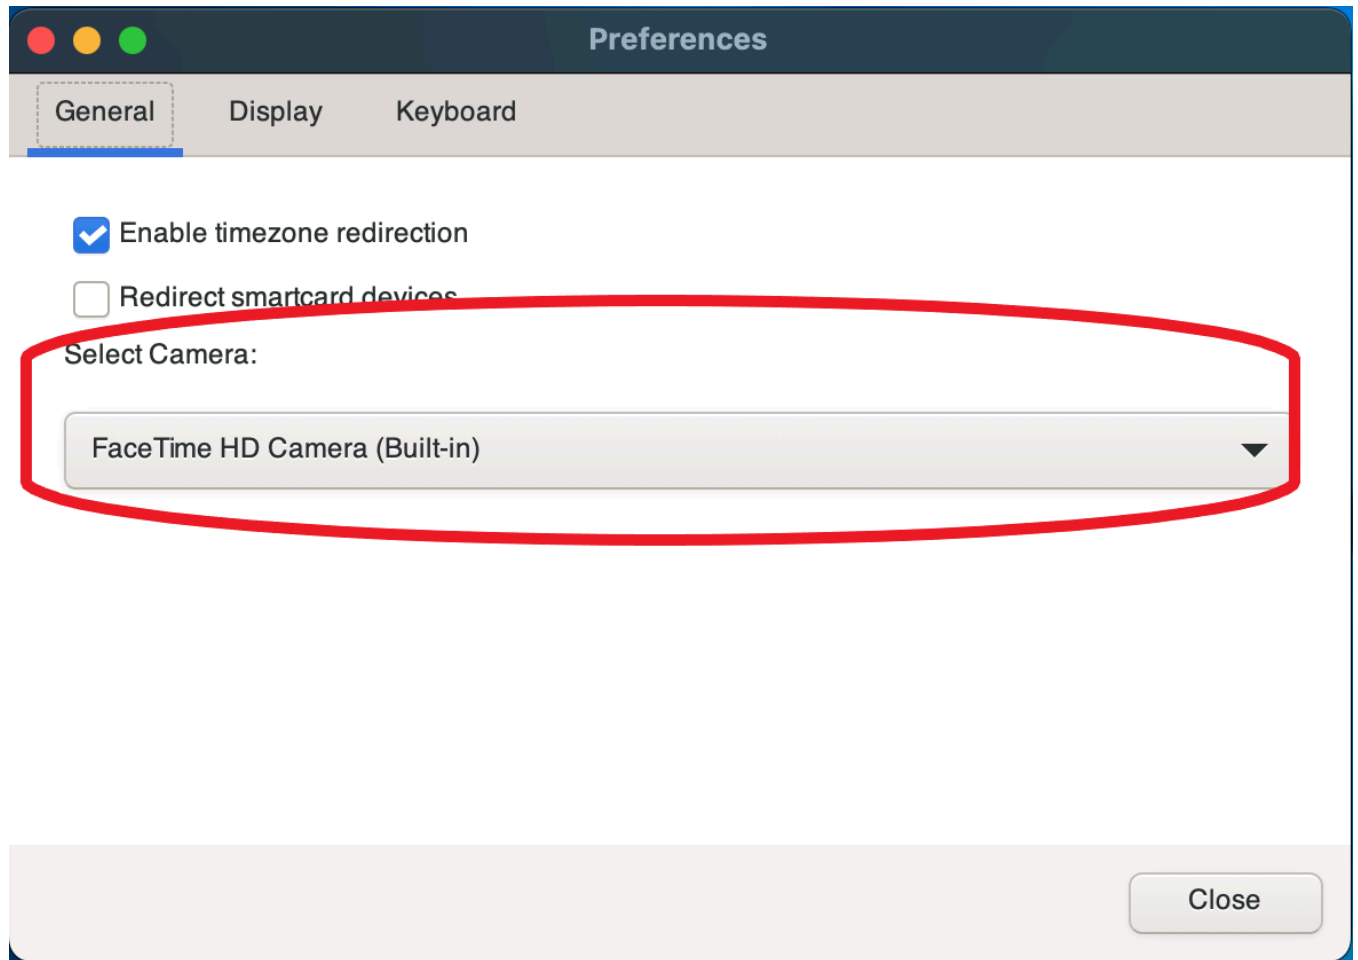 Preferences
General Display Keyboard
Enable timezone redirection
Redirect smartcard devices
Select Camera:
FaceTime HD Camera (Built-in)
Close